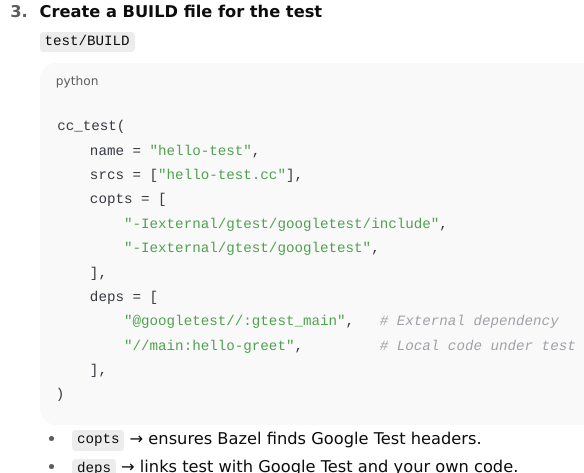 3. Create a BUILD file for the test
test/BUILD
python
cc_test(
    name = "hello-test",
    srcs = ["hello-test.cc"],
    copts = [
        "-Iexternal/gtest/googletest/include",
        "-Iexternal/gtest/googletest",
    ],
    deps = [
        "@googletest//:gtest_main",   # External dependency
        "//main:hello-greet",         # Local code under test
    ],
)
• copts → ensures Bazel finds Google Test headers.
• deps → links test with Google Test and your own code.